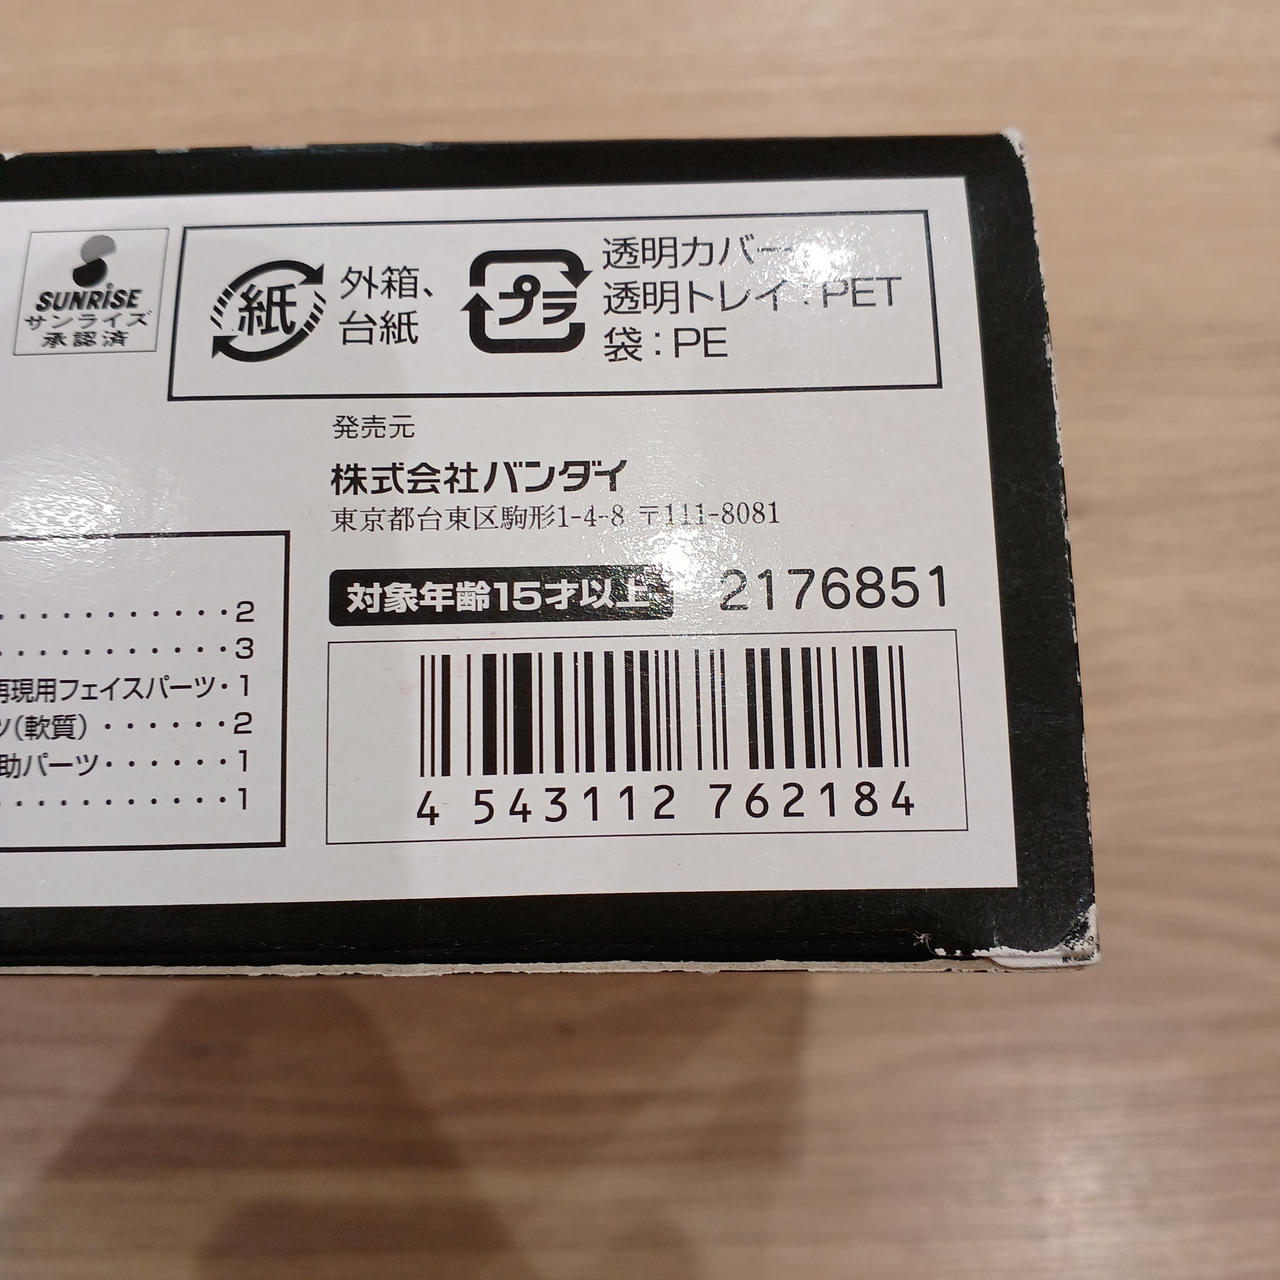 SUNRiSE
サンライズ
承認済
紙
外箱、
台紙
プラ
透明カバー、
透明トレイ：PET
袋：PE
発売元
株式会社バンダイ
東京都台東区駒形1-4-8 〒111-8081
対象年齢15才以上
2176851
・・・・・・・・・・2
・・・・・・・・・・3
再現用フェイスパーツ・1
ツ（軟質）・・・・・・2
助パーツ・・・・・・1
・・・・・・・・・・1
4 543112 762184